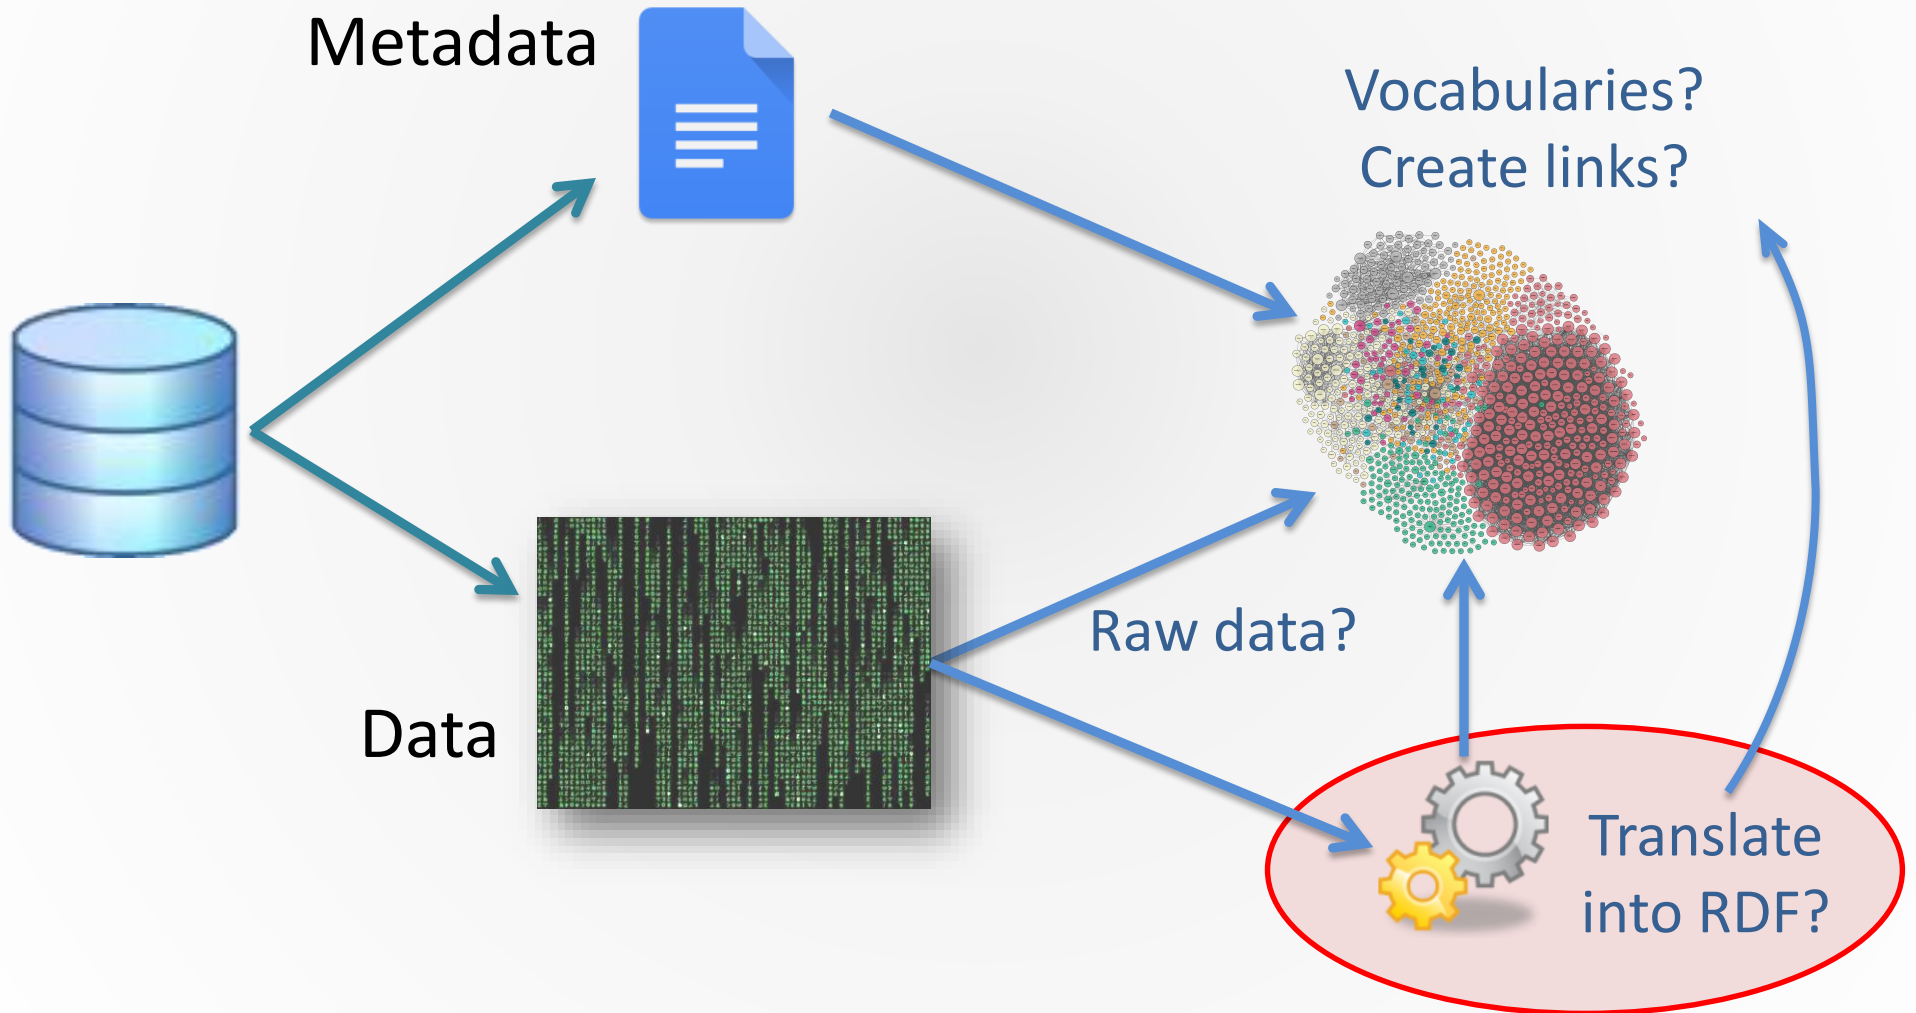 Metadata
Vocabularies?
Create links?
Raw data?
Data
Translate
into RDF?